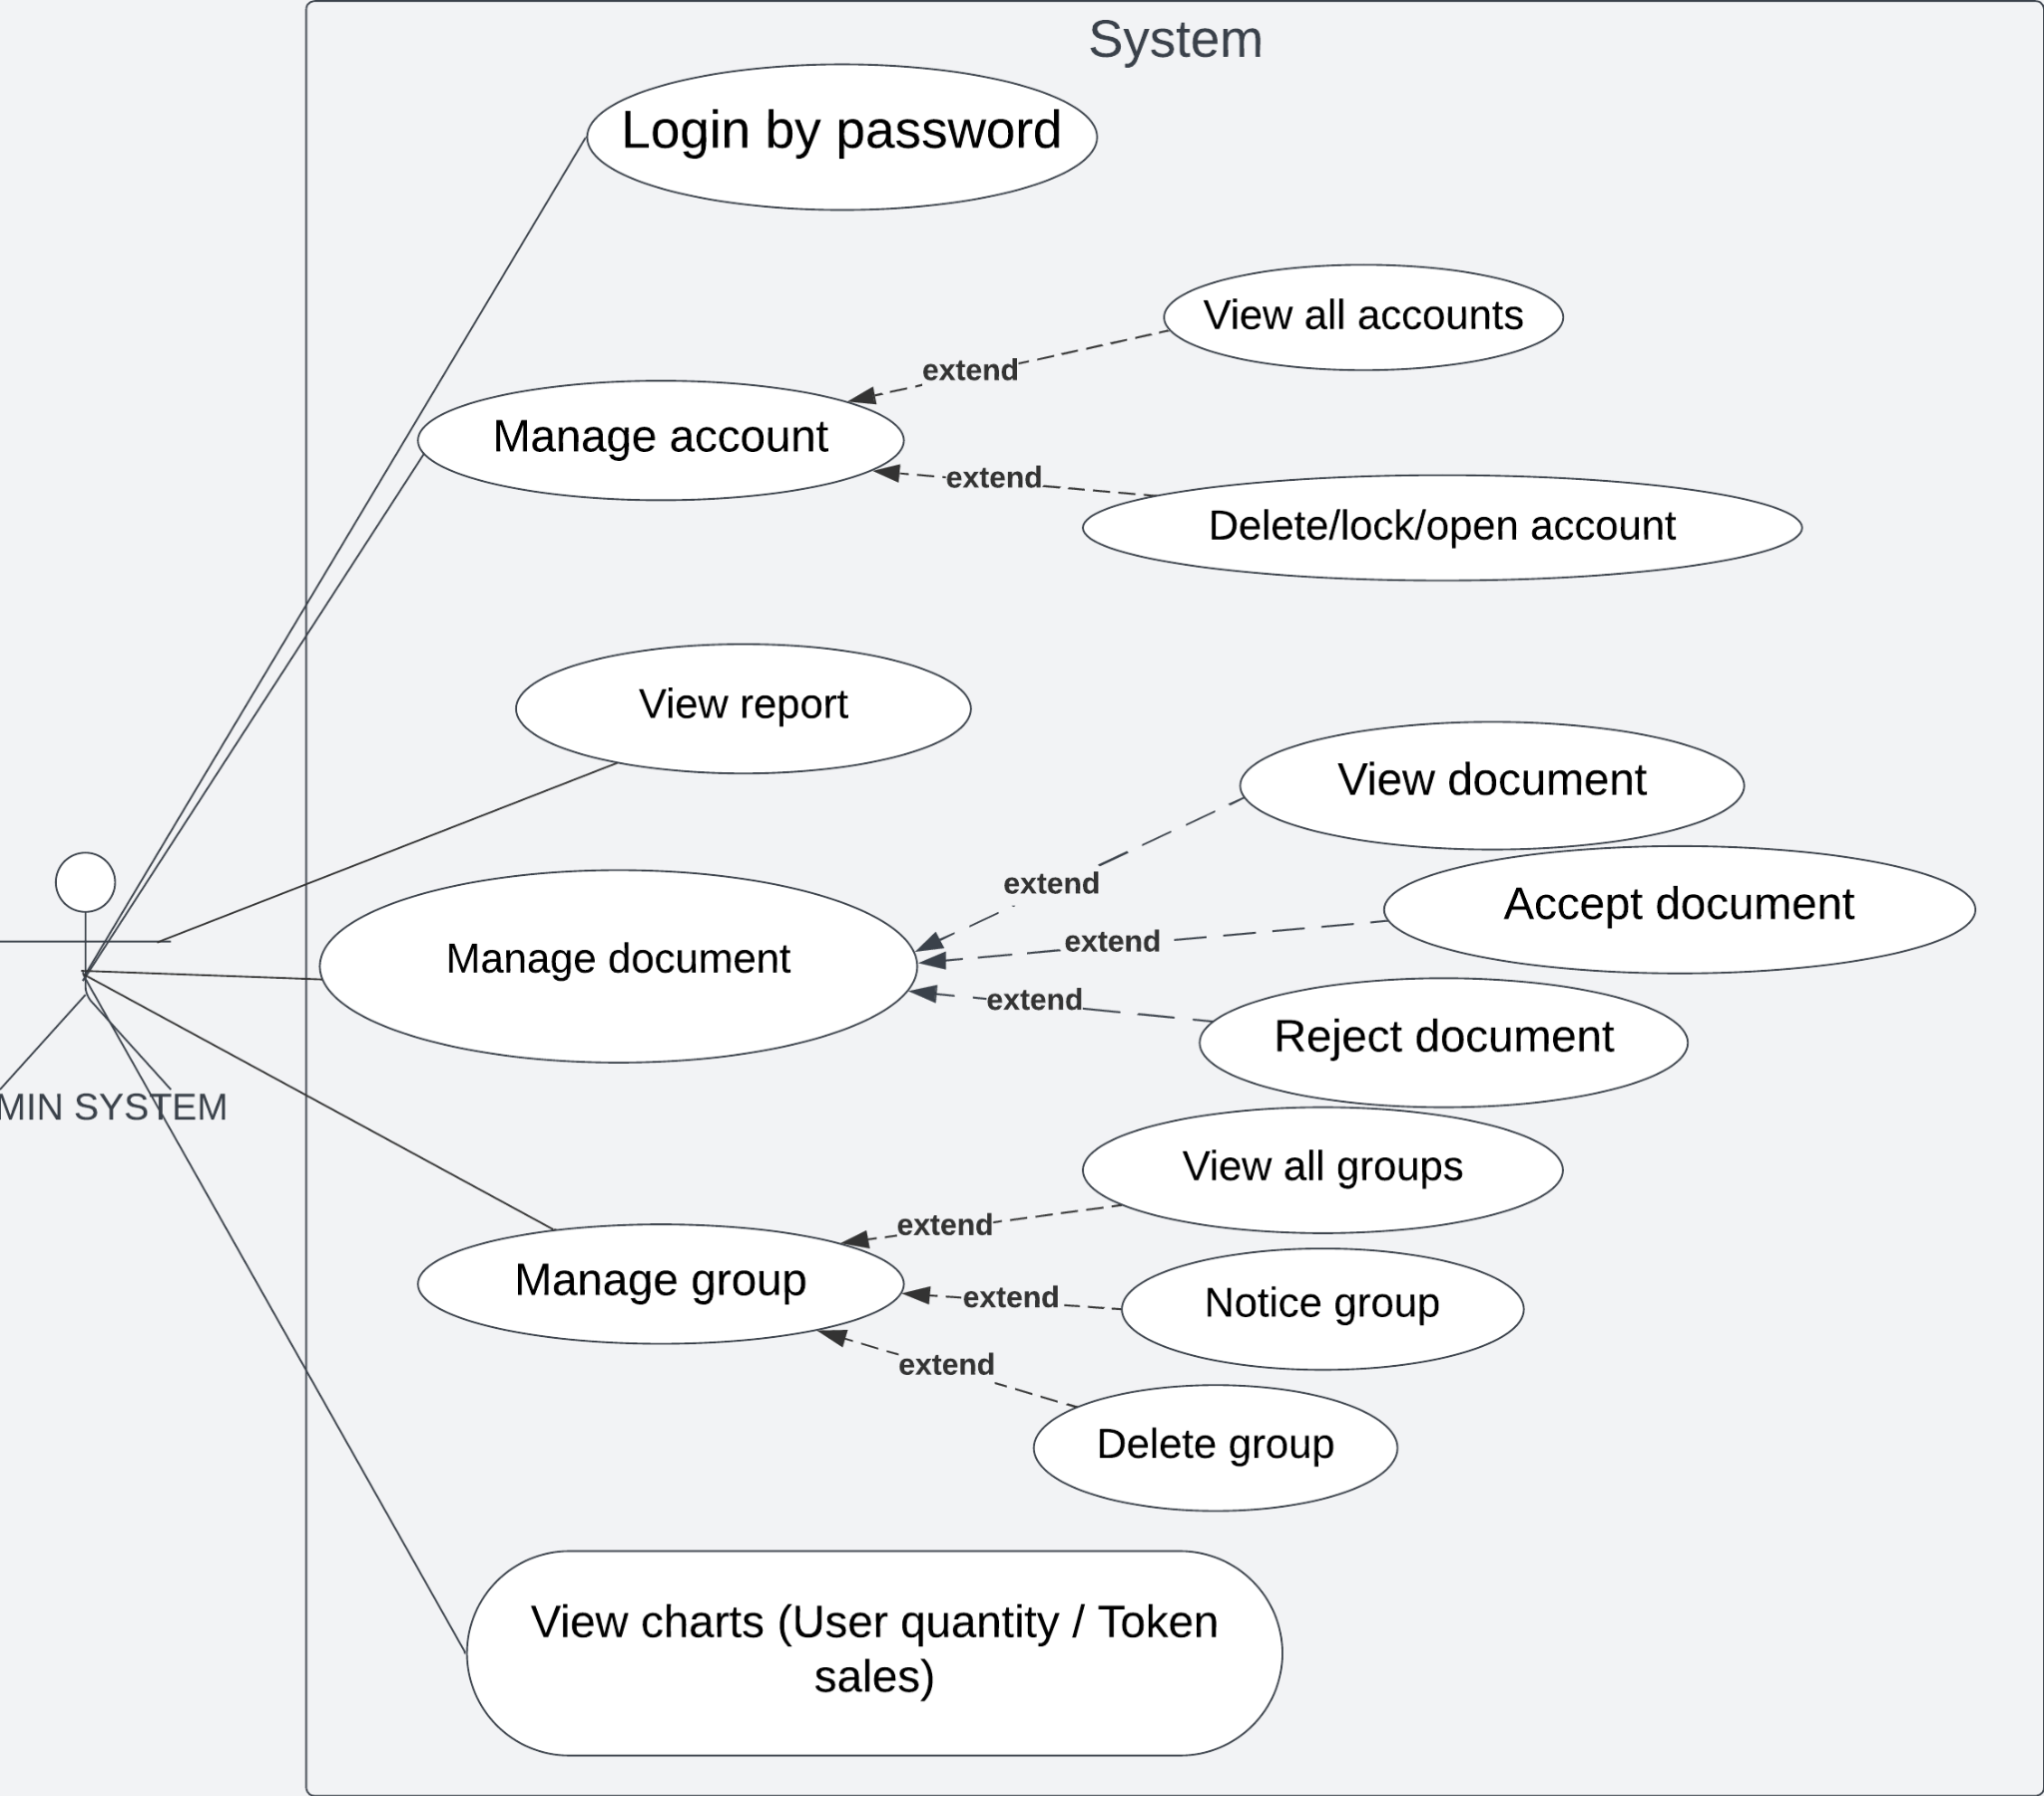 System
Login by password
View all accounts
extend
Manage account
extend
Delete/lock/open account
View report
View document
extend
Accept document
extend
Manage document
extend
Reject document
MIN SYSTEM
View all groups
extend
Manage group
extend
Notice group
extend
Delete group
View charts (User quantity / Token
sales)